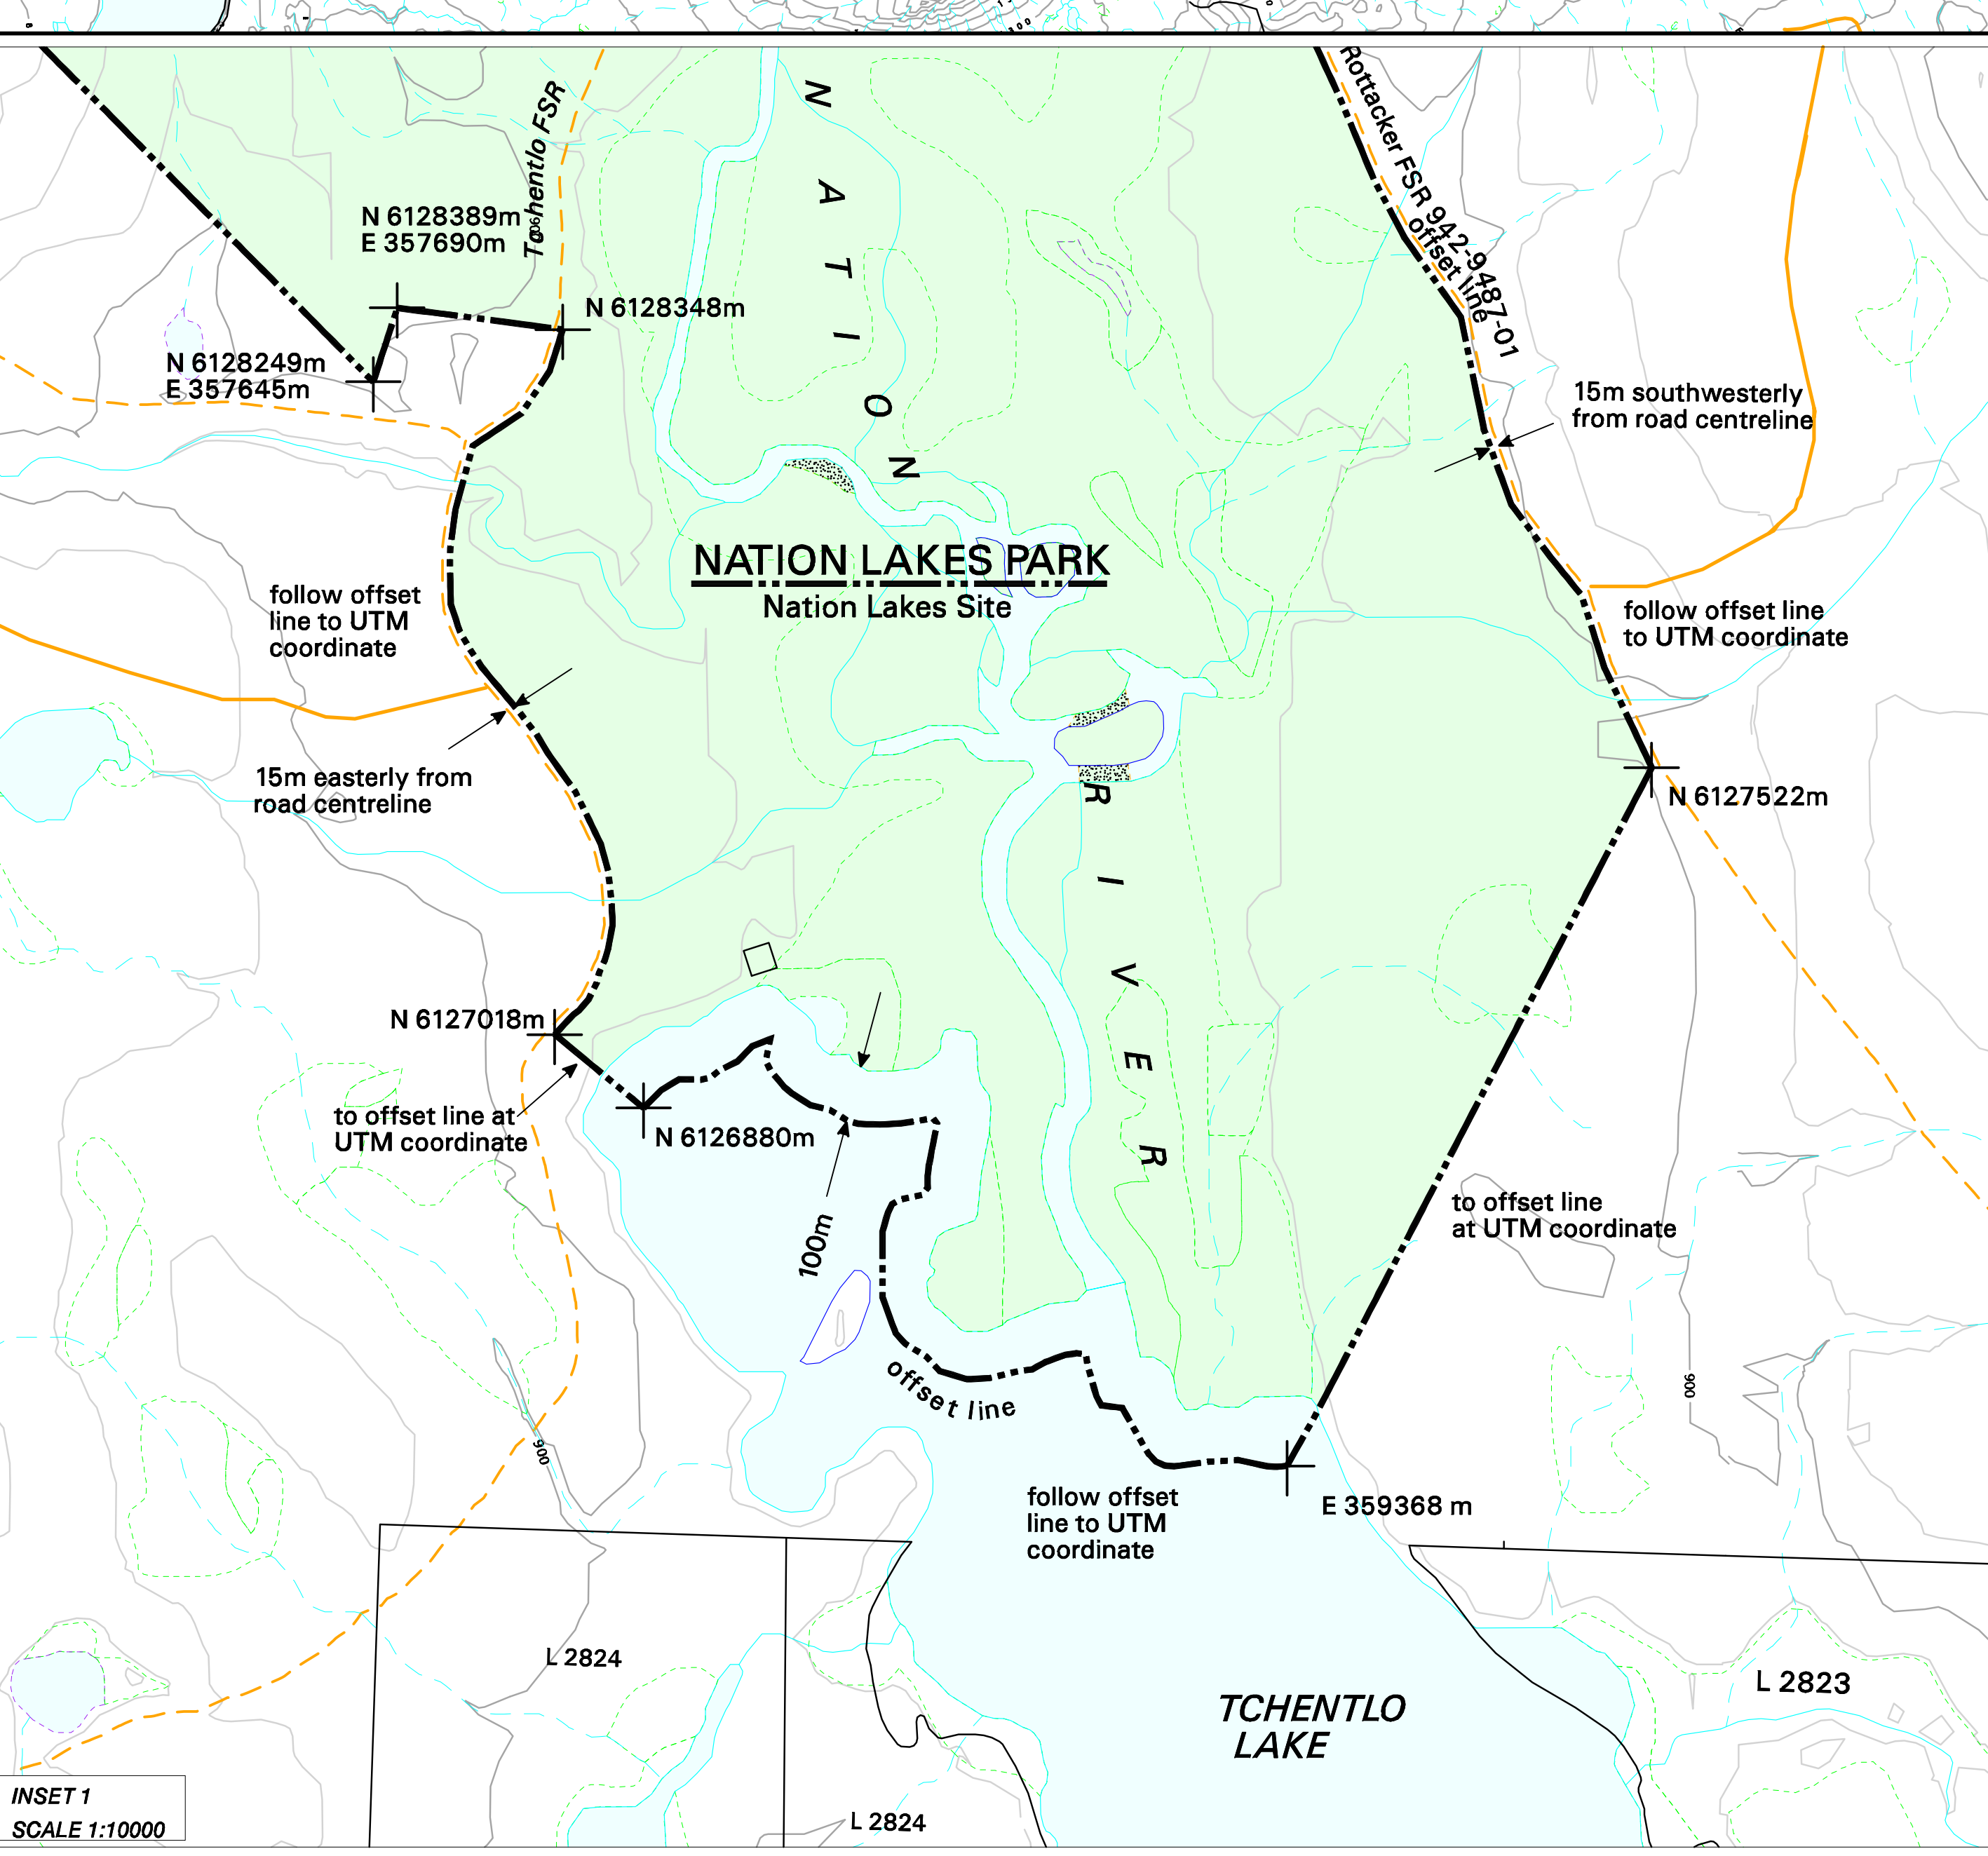 Tchentlo FSR
Rottacker FSR 942-9487-01
offset line
N 6128389m
E 357690m
N 6128348m
N 6128249m
E 357645m
15m southwesterly
from road centreline
NATION
NATION LAKES PARK
Nation Lakes Site
follow offset
line to UTM
coordinate
follow offset line
to UTM coordinate
15m easterly from
road centreline
N 6127522m
RIVER
N 6127018m
to offset line at
UTM coordinate
N 6126880m
100m
to offset line
at UTM coordinate
offset line
900
900
follow offset
line to UTM
coordinate
E 359368 m
L 2824
L 2823
TCHENTLO
LAKE
INSET 1
SCALE 1:10000
L 2824